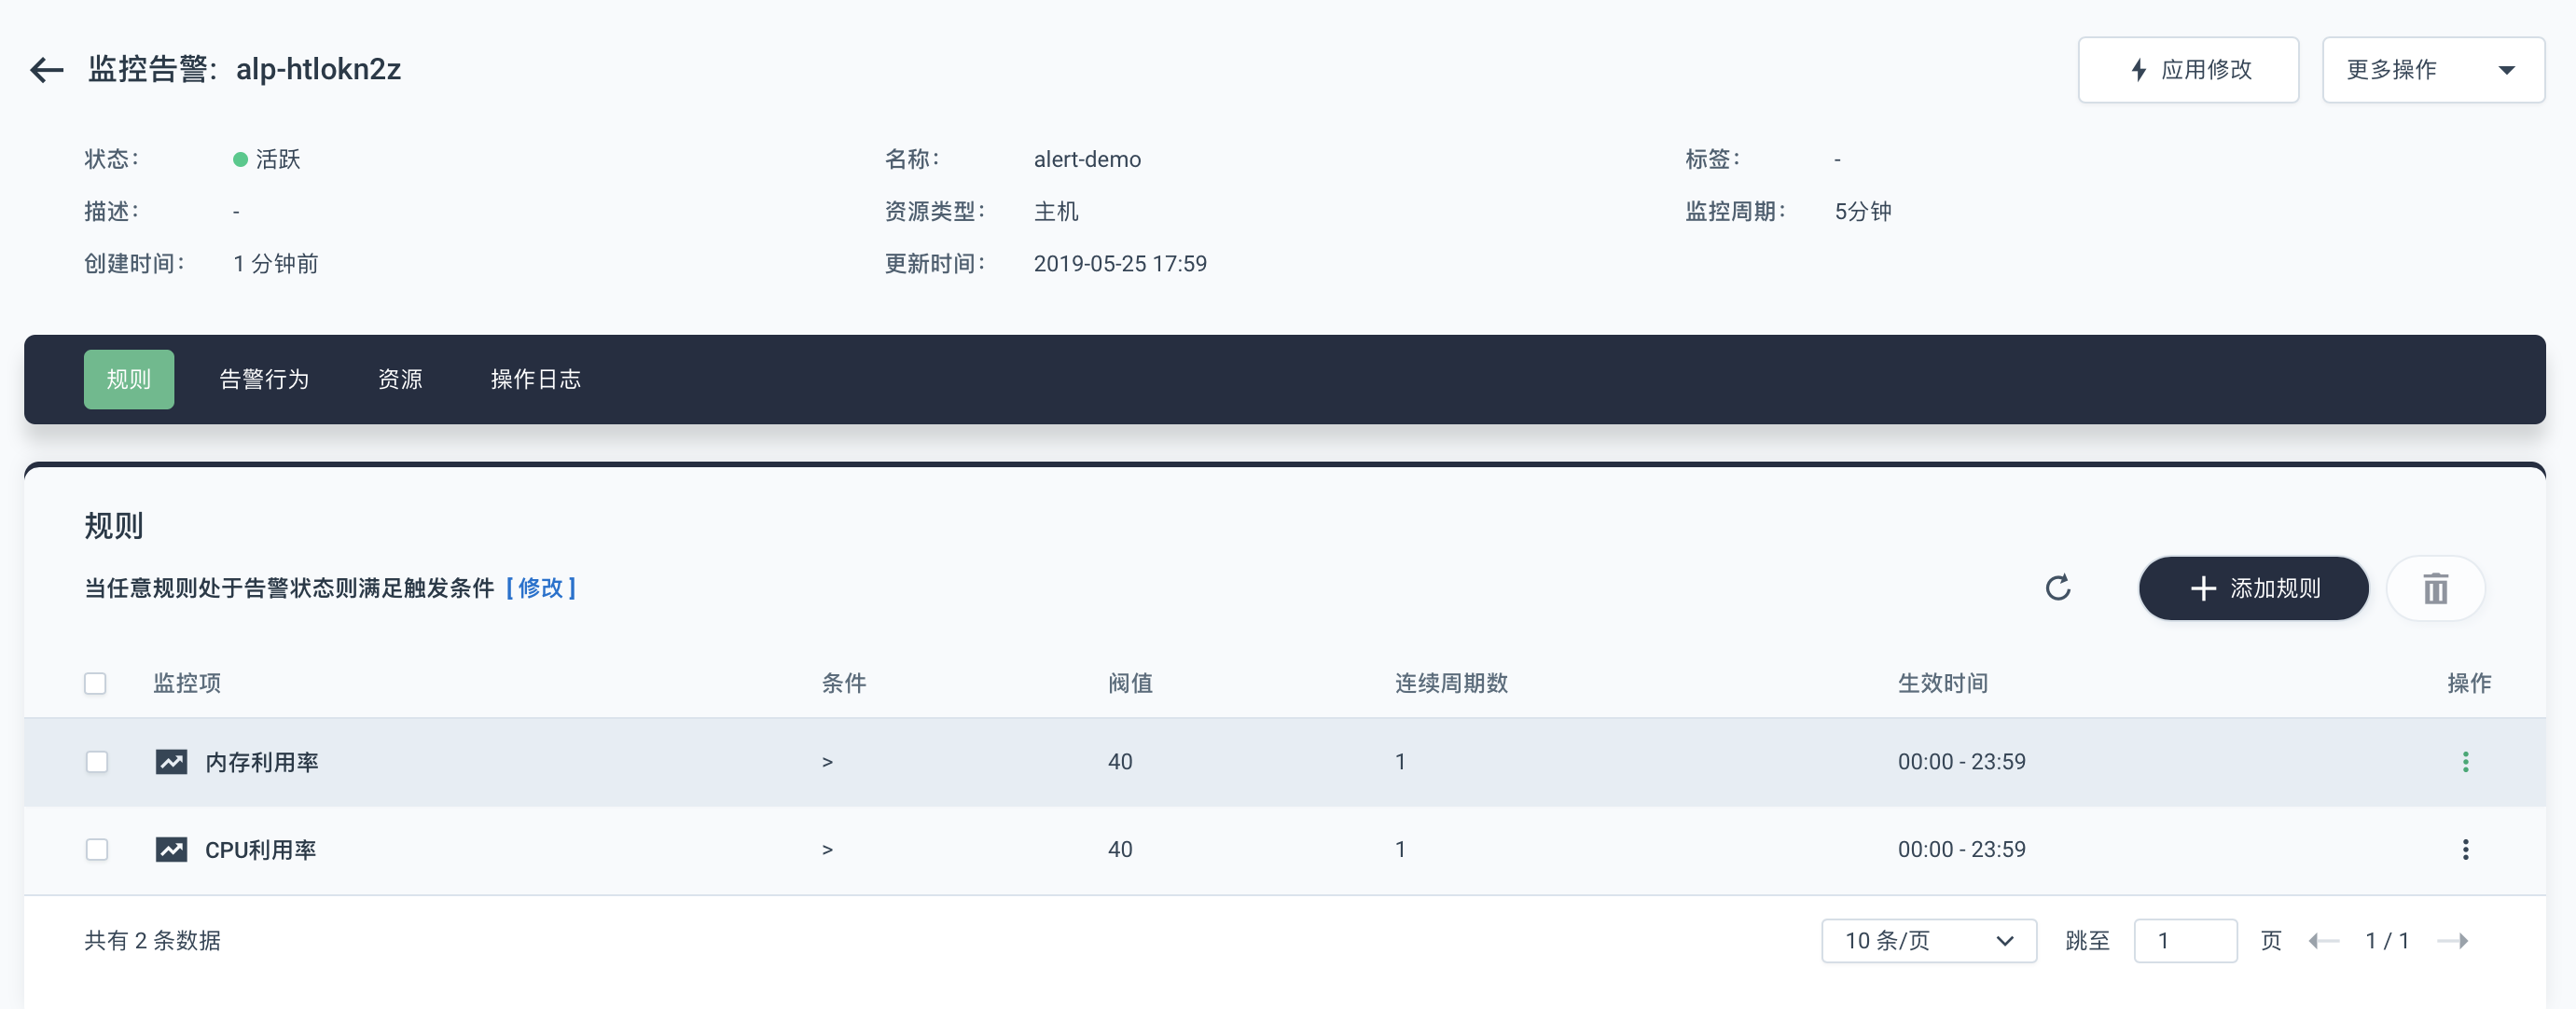 监控告警： alp-htlokn2z
应用修改
更多操作
状态： 活跃
名称： alert-demo
标签： -
描述： -
资源类型： 主机
监控周期： 5分钟
创建时间： 1 分钟前
更新时间： 2019-05-25 17:59
规则 告警行为 资源 操作日志
规则
当任意规则处于告警状态则满足触发条件 [ 修改 ]
添加规则
监控项 条件 阀值 连续周期数 生效时间 操作
内存利用率 > 40 1 00:00 - 23:59
CPU利用率 > 40 1 00:00 - 23:59
共有 2 条数据
10 条/页 跳至 1 页 1 / 1